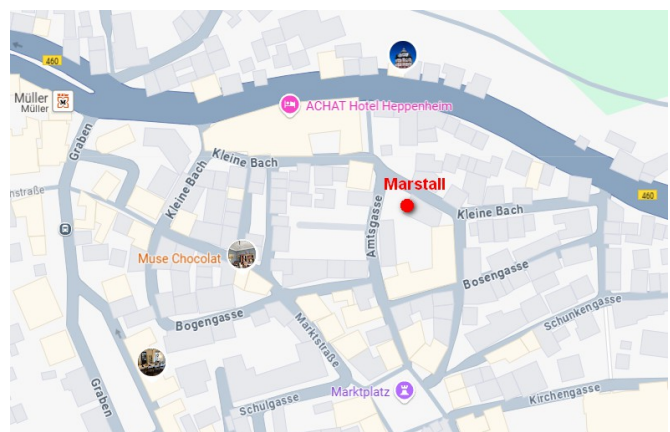 460
Müller
Müller
Graben
ACHAT Hotel Heppenheim
Kleine Bach
Kleine Bach
Marstall
460
Kleine Bach
Amtsgasse
Muse Chocolat
Bosengasse
Bogengasse
Marktstraße
Schunkengasse
Graben
Schulgasse
Marktplatz
Kirchengasse